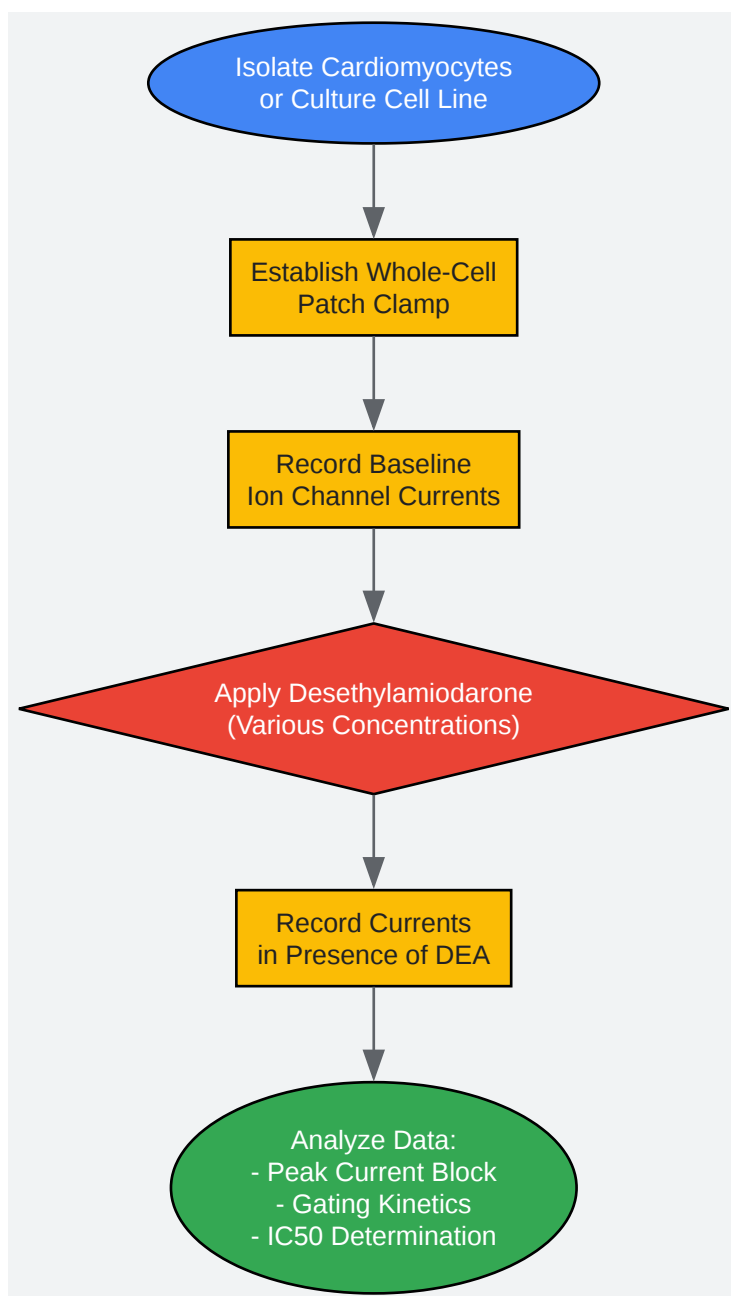 Isolate Cardiomyocytes
or Culture Cell Line
Establish Whole-Cell
Patch Clamp
Record Baseline
Ion Channel Currents
Apply Desethylamiodarone
(Various Concentrations)
Record Currents
in Presence of DEA
Analyze Data:
- Peak Current Block
- Gating Kinetics
- IC50 Determination